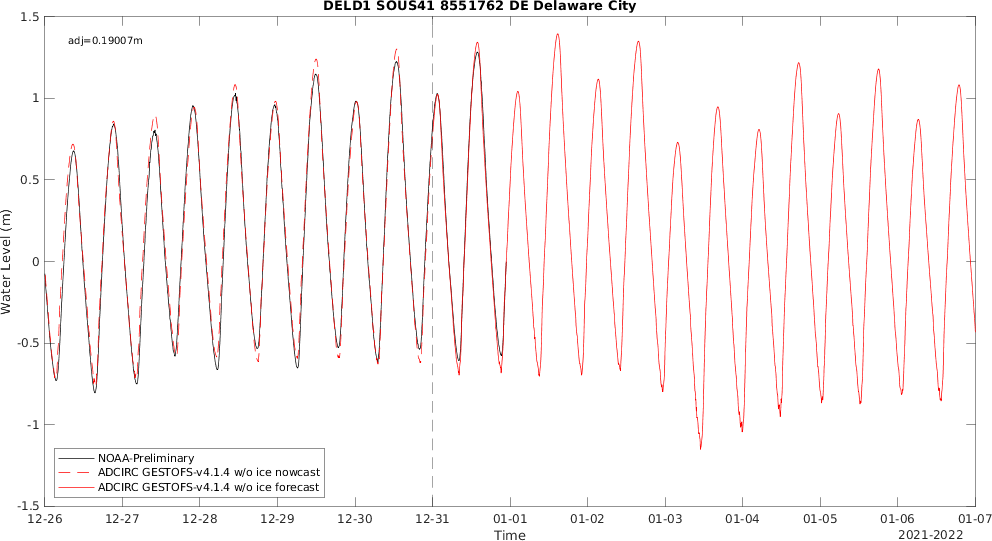 DELD1 SOUS41 8551762 DE Delaware City
adj=0.19007m
1.5
1
0.5
0
-0.5
-1
-1.5
Water Level (m)
NOAA-Preliminary
ADCIRC GESTOFS-v4.1.4 w/o ice nowcast
ADCIRC GESTOFS-v4.1.4 w/o ice forecast
12-26 12-27 12-28 12-29 12-30 12-31 01-01 01-02 01-03 01-04 01-05 01-06 01-07
Time
2021-2022